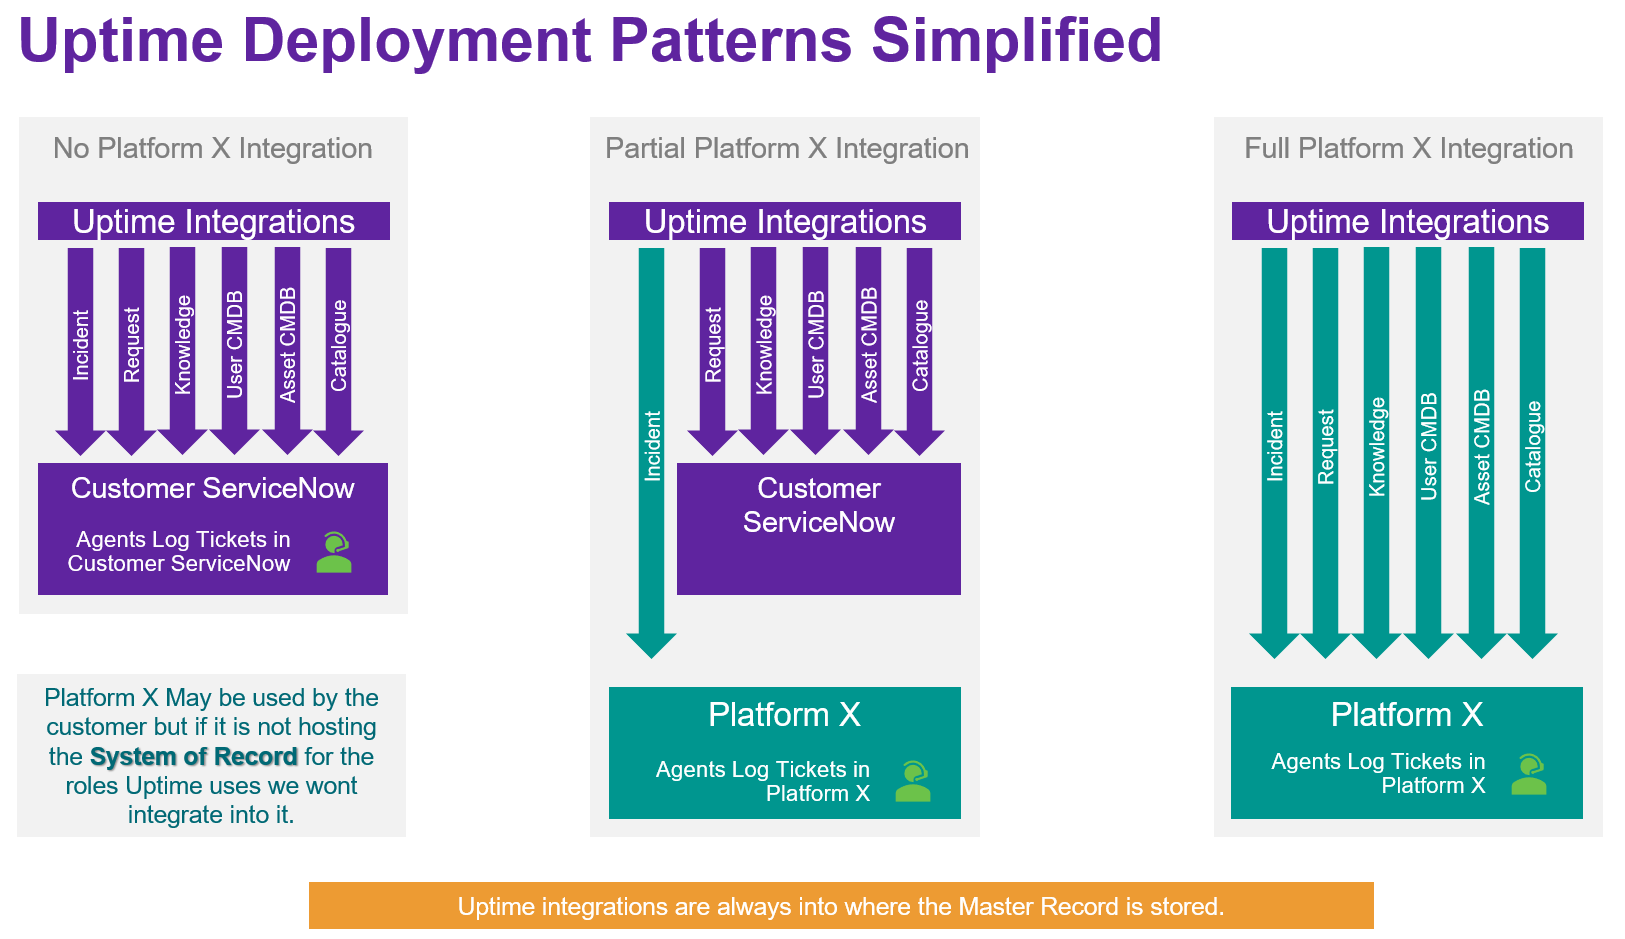 Uptime Deployment Patterns Simplified
No Platform X Integration
Uptime Integrations
Incident
Request
Knowledge
User CMDB
Asset CMDB
Catalogue
Customer ServiceNow
Agents Log Tickets in
Customer ServiceNow
Platform X May be used by the
customer but if it is not hosting
the System of Record for the
roles Uptime uses we wont
integrate into it.
Partial Platform X Integration
Uptime Integrations
Incident
Request
Knowledge
User CMDB
Asset CMDB
Catalogue
Customer
ServiceNow
Platform X
Agents Log Tickets in
Platform X
Full Platform X Integration
Uptime Integrations
Incident
Request
Knowledge
User CMDB
Asset CMDB
Catalogue
Platform X
Agents Log Tickets in
Platform X
Uptime integrations are always into where the Master Record is stored.